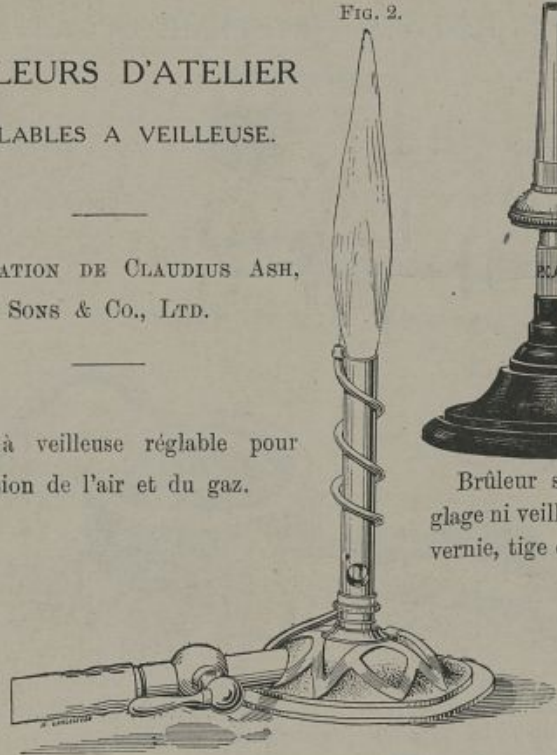 FIG. 2.
LEURS D'ATELIER
LABLES A VEILLEUSE.
ATION DE CLAUDIUS ASH,
SONS & CO., LTD.
à veilleuse réglable pour
ion de l'air et du gaz.
Brûleur s
glage ni veill
vernie, tige